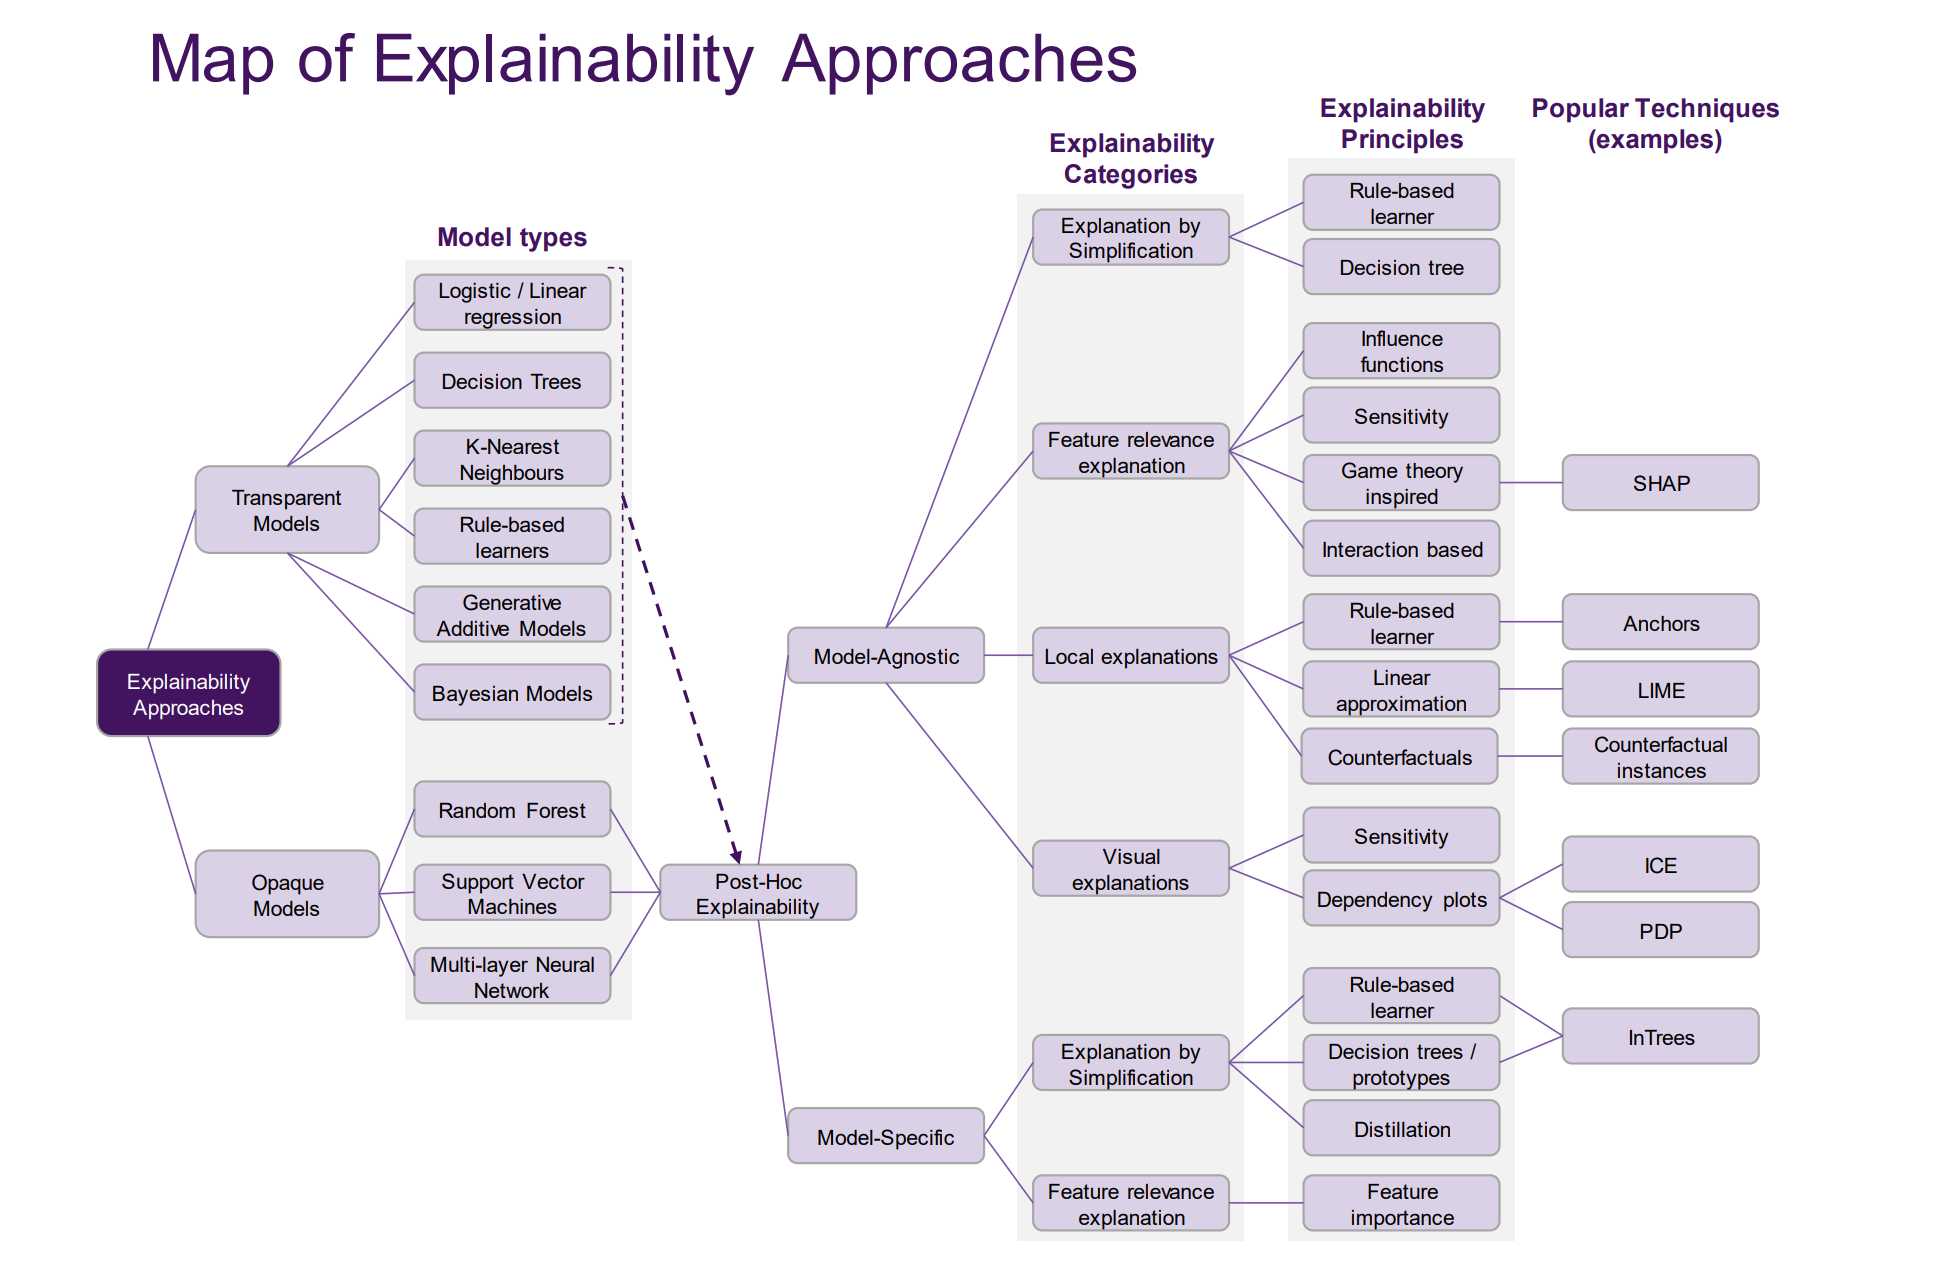 Map of Explainability Approaches
Explainability
Principles
Popular Techniques
(examples)
Explainability
Categories
Model types
Explainability
Approaches
Transparent
Models
Opaque
Models
Logistic / Linear
regression
Decision Trees
K-Nearest
Neighbours
Rule-based
learners
Generative
Additive Models
Bayesian Models
Random Forest
Support Vector
Machines
Multi-layer Neural
Network
Post-Hoc
Explainability
Model-Agnostic
Model-Specific
Explanation by
Simplification
Feature relevance
explanation
Local explanations
Visual
explanations
Explanation by
Simplification
Feature relevance
explanation
Rule-based
learner
Decision tree
Influence
functions
Sensitivity
Game theory
inspired
Interaction based
Rule-based
learner
Linear
approximation
Counterfactuals
Sensitivity
Dependency plots
Rule-based
learner
Decision trees /
prototypes
Distillation
Feature
importance
SHAP
Anchors
LIME
Counterfactual
instances
ICE
PDP
InTrees